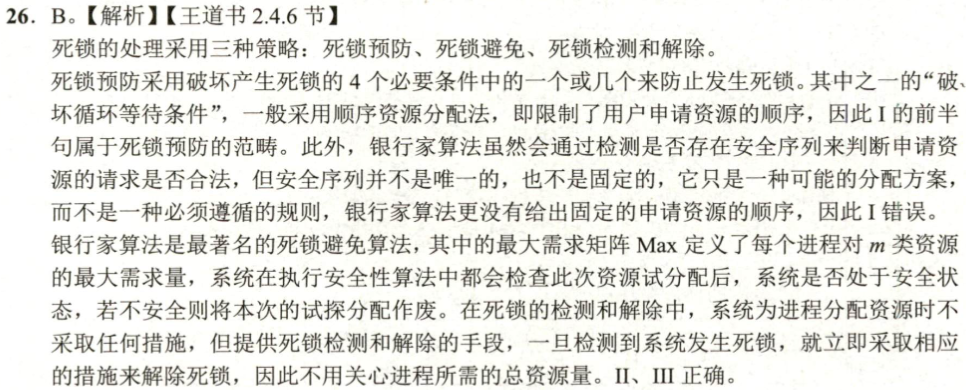 26. B。【解析】【王道书 2.4.6 节】
死锁的处理采用三种策略：死锁预防、死锁避免、死锁检测和解除。
死锁预防采用破坏产生死锁的 4 个必要条件中的一个或几个来防止发生死锁。其中之一的“破、
坏循环等待条件”，一般采用顺序资源分配法，即限制了用户申请资源的顺序，因此 I 的前半
句属于死锁预防的范畴。此外，银行家算法虽然会通过检测是否存在安全序列来判断申请资
源的请求是否合法，但安全序列并不是唯一的，也不是固定的，它只是一种可能的分配方案，
而不是一种必须遵循的规则，银行家算法更没有给出固定的申请资源的顺序，因此 I 错误。
银行家算法是最著名的死锁避免算法，其中的最大需求矩阵 Max 定义了每个进程对 m 类资源
的最大需求量，系统在执行安全性算法中都会检查此次资源试分配后，系统是否处于安全状
态，若不安全则将本次的试探分配作废。在死锁的检测和解除中，系统为进程分配资源时不
采取任何措施，但提供死锁检测和解除的手段，一旦检测到系统发生死锁，就立即采取相应
的措施来解除死锁，因此不用关心进程所需的总资源量。II、III 正确。